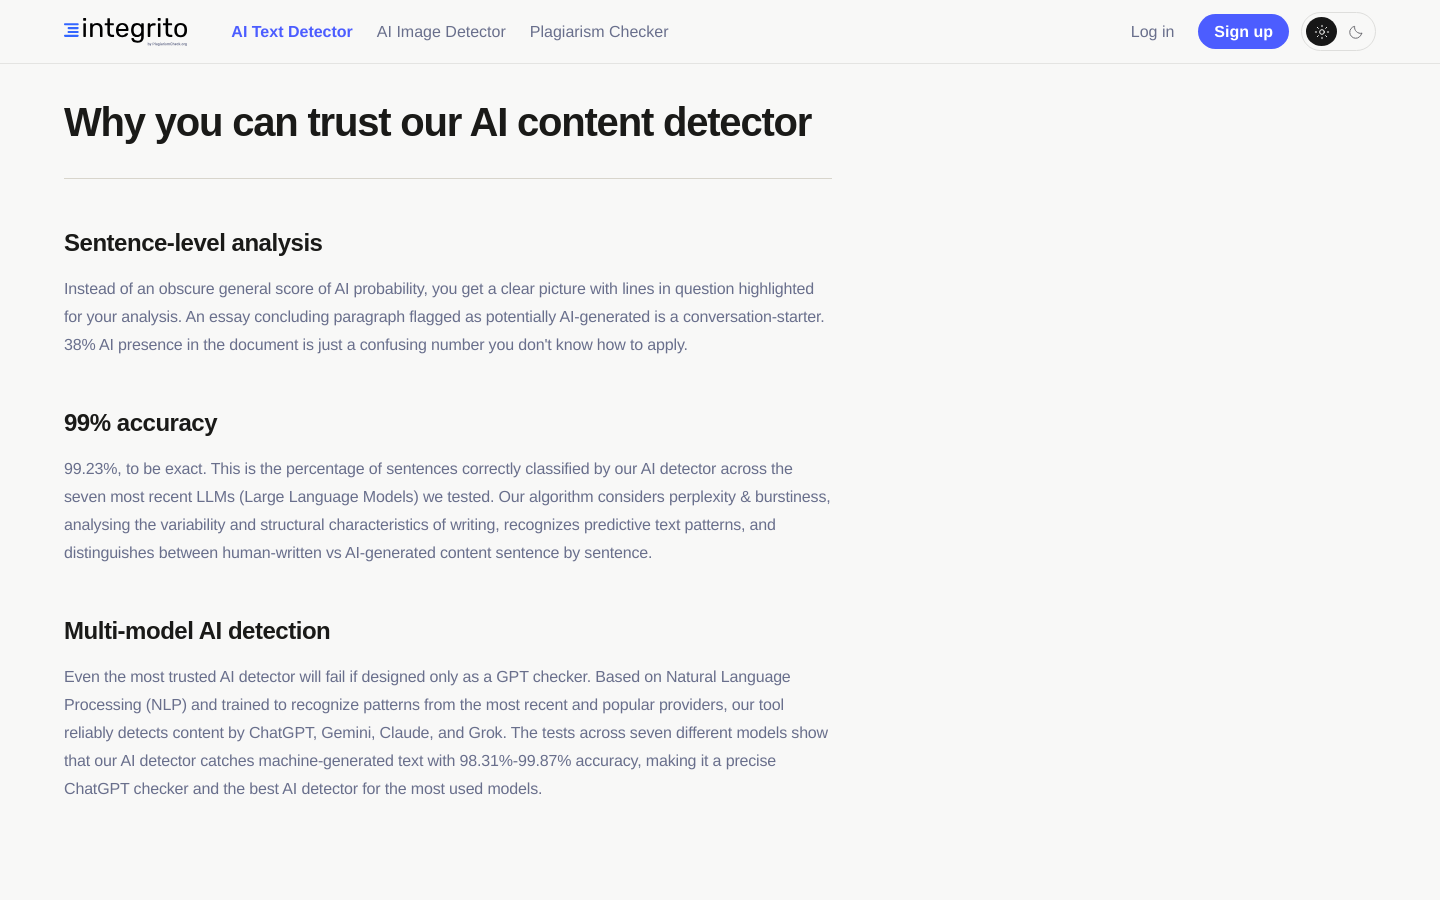 integrito
by PlagiarismCheck.org
AI Text Detector
AI Image Detector
Plagiarism Checker
Log in
Sign up
Why you can trust our AI content detector
Sentence-level analysis
Instead of an obscure general score of AI probability, you get a clear picture with lines in question highlighted
for your analysis. An essay concluding paragraph flagged as potentially AI-generated is a conversation-starter.
38% AI presence in the document is just a confusing number you don't know how to apply.
99% accuracy
99.23%, to be exact. This is the percentage of sentences correctly classified by our AI detector across the
seven most recent LLMs (Large Language Models) we tested. Our algorithm considers perplexity & burstiness,
analysing the variability and structural characteristics of writing, recognizes predictive text patterns, and
distinguishes between human-written vs AI-generated content sentence by sentence.
Multi-model AI detection
Even the most trusted AI detector will fail if designed only as a GPT checker. Based on Natural Language
Processing (NLP) and trained to recognize patterns from the most recent and popular providers, our tool
reliably detects content by ChatGPT, Gemini, Claude, and Grok. The tests across seven different models show
that our AI detector catches machine-generated text with 98.31%-99.87% accuracy, making it a precise
ChatGPT checker and the best AI detector for the most used models.